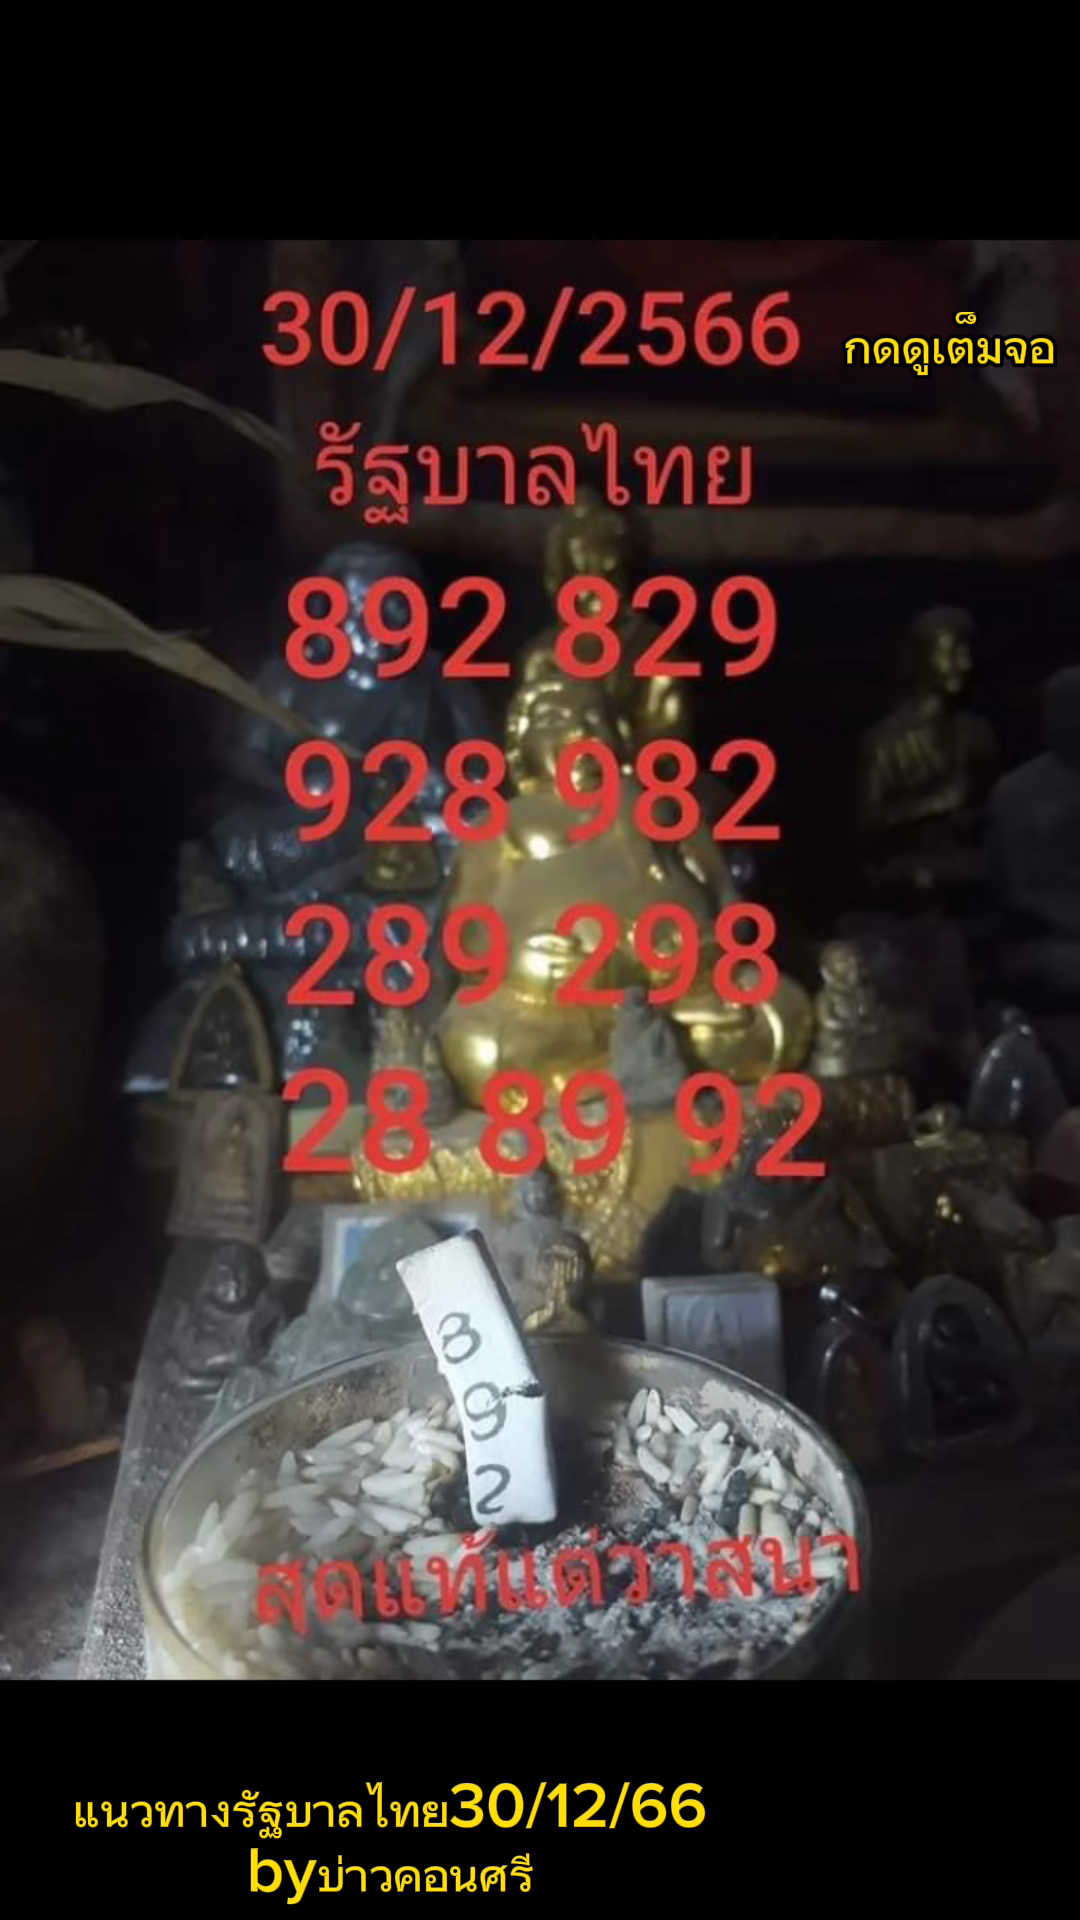 30/12/2566
กดดูเต็มจอ
รัฐบาลไทย
892 829
928 982
289 298
28 89 92
8
9
2
สุดแท้แต่วาสนา
แนวทางรัฐบาลไทย30/12/66
byบ่าวคอนศรี